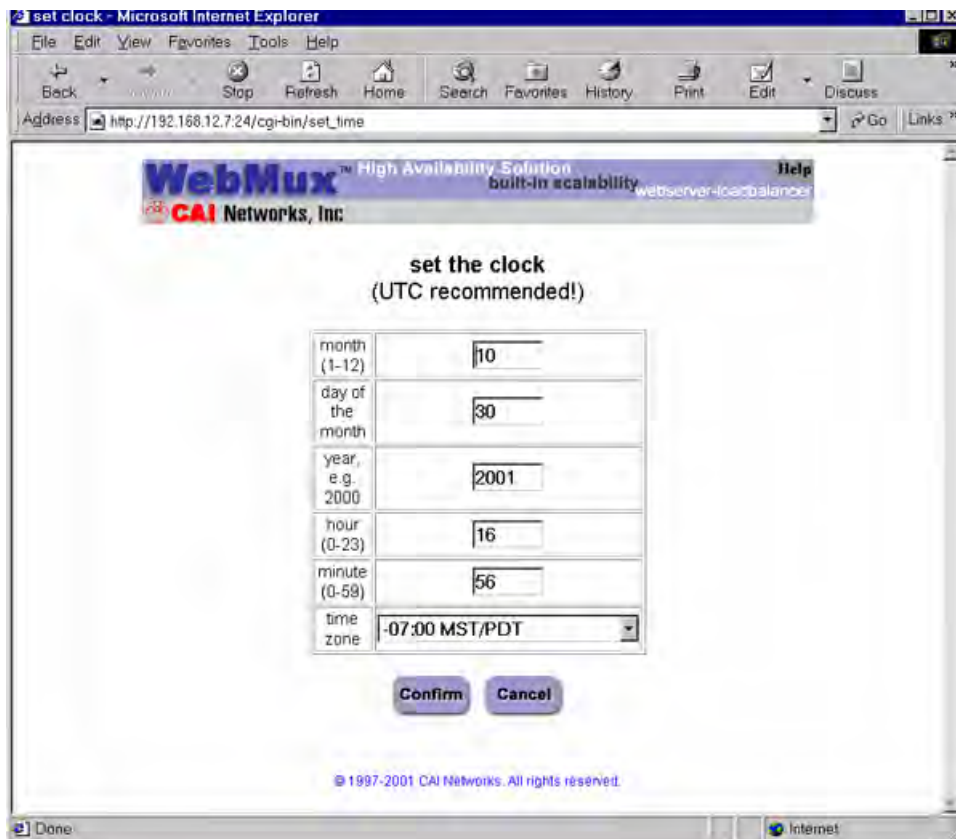 set clock - Microsoft Internet Explorer
File Edit View Favorites Tools Help
Back Stop Refresh Home Search Favorites History Print Edit Discuss
Address http://192.168.12.7:24/cgi-bin/set_time Go Links
WebMux™ High Availability Solution Help
built-in scalability
webserver-loadbalancer
CAI Networks, Inc
set the clock
(UTC recommended!)
month
(1-12)
10
day of
the
month
30
year,
e.g.
2000
2001
hour
(0-23)
16
minute
(0-59)
56
time
zone
-07:00 MST/PDT
Confirm Cancel
© 1997-2001 CAI Networks. All rights reserved.
Done Internet